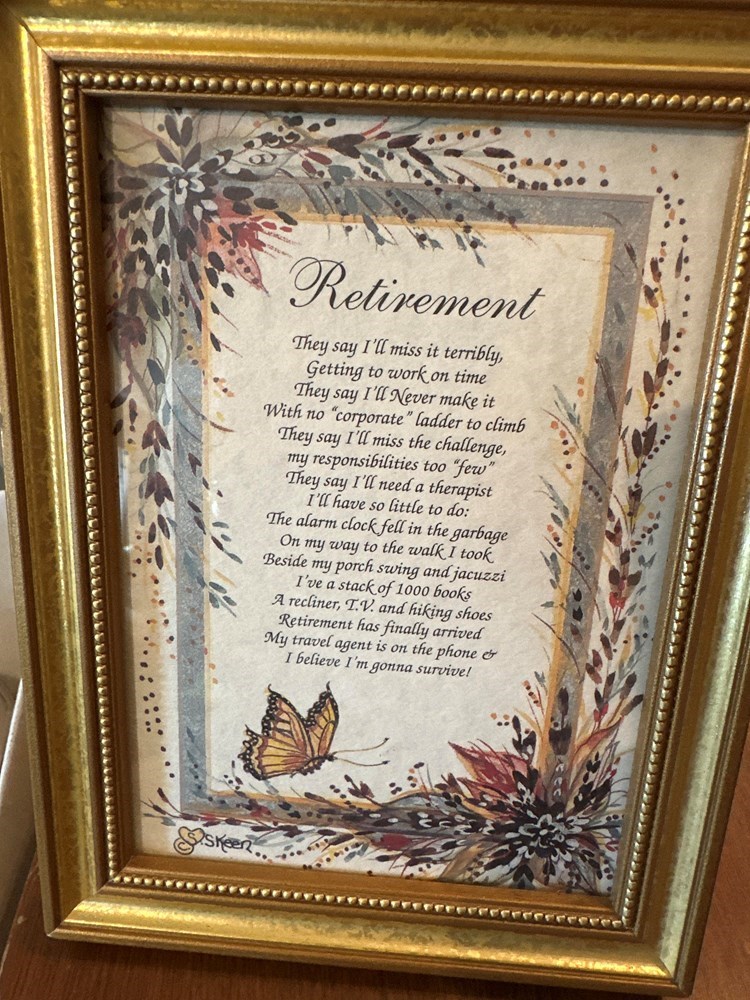 Retirement
They say I'll miss it terribly,
Getting to work on time
They say I'll Never make it
With no "corporate" ladder to climb
They say I'll miss the challenge,
my responsibilities too "few"
They say I'll need a therapist
I'll have so little to do:
The alarm clock fell in the garbage
On my way to the walk I took
Beside my porch swing and jacuzzi
I've a stack of 1000 books
A recliner, T.V. and hiking shoes
Retirement has finally arrived
My travel agent is on the phone &
I believe I'm gonna survive!
S. Skeen